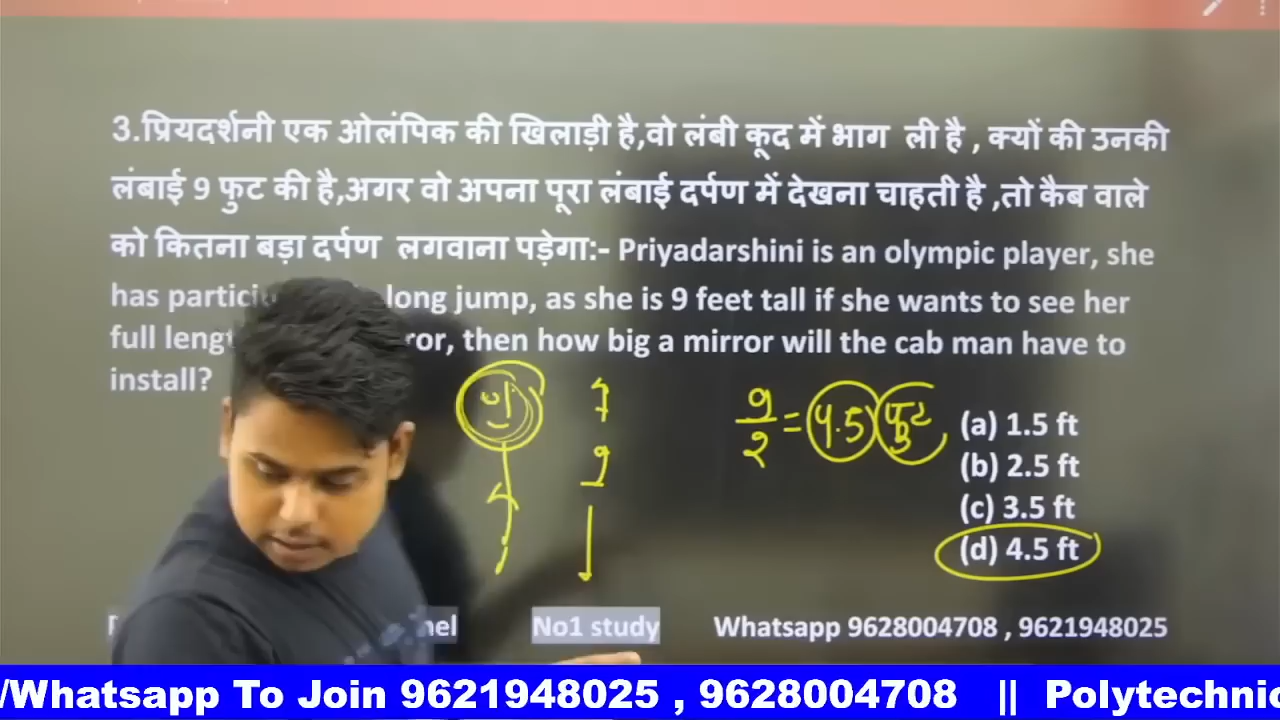 3.प्रियदर्शनी एक ओलंपिक की खिलाड़ी है,वो लंबी कूद में भाग ली है , क्यों की उनकी
लंबाई 9 फुट की है,अगर वो अपना पूरा लंबाई दर्पण में देखना चाहती है ,तो कैब वाले
को कितना बड़ा दर्पण लगवाना पड़ेगा:- Priyadarshini is an olympic player, she
has long jump, as she is 9 feet tall if she wants to see her
full then how big a mirror will the cab man have to
install?
9/2 = 4.5 फुट
9
(a) 1.5 ft
(b) 2.5 ft
(c) 3.5 ft
(d) 4.5 ft
No1 study Whatsapp 9628004708 , 9621948025
/Whatsapp To Join 9621948025 , 9628004708 || Polytechnic